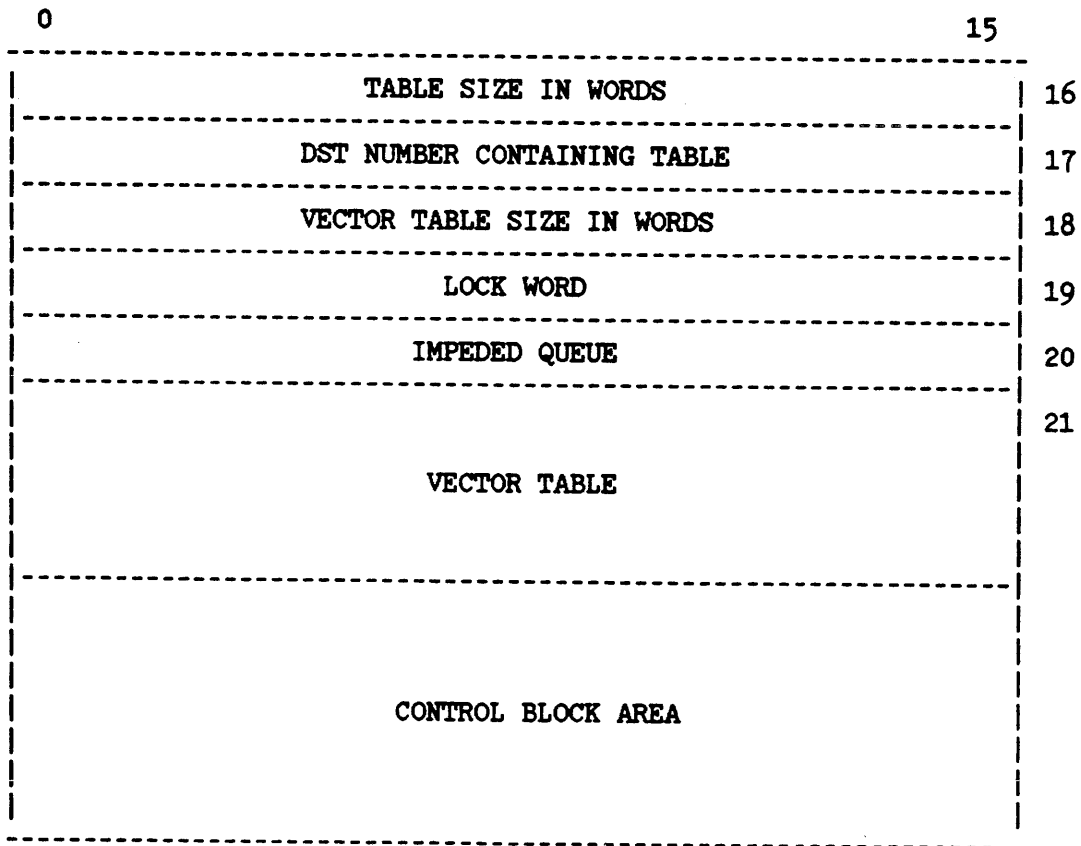 0 15
TABLE SIZE IN WORDS 16
DST NUMBER CONTAINING TABLE 17
VECTOR TABLE SIZE IN WORDS 18
LOCK WORD 19
IMPEDED QUEUE 20
21
VECTOR TABLE
CONTROL BLOCK AREA